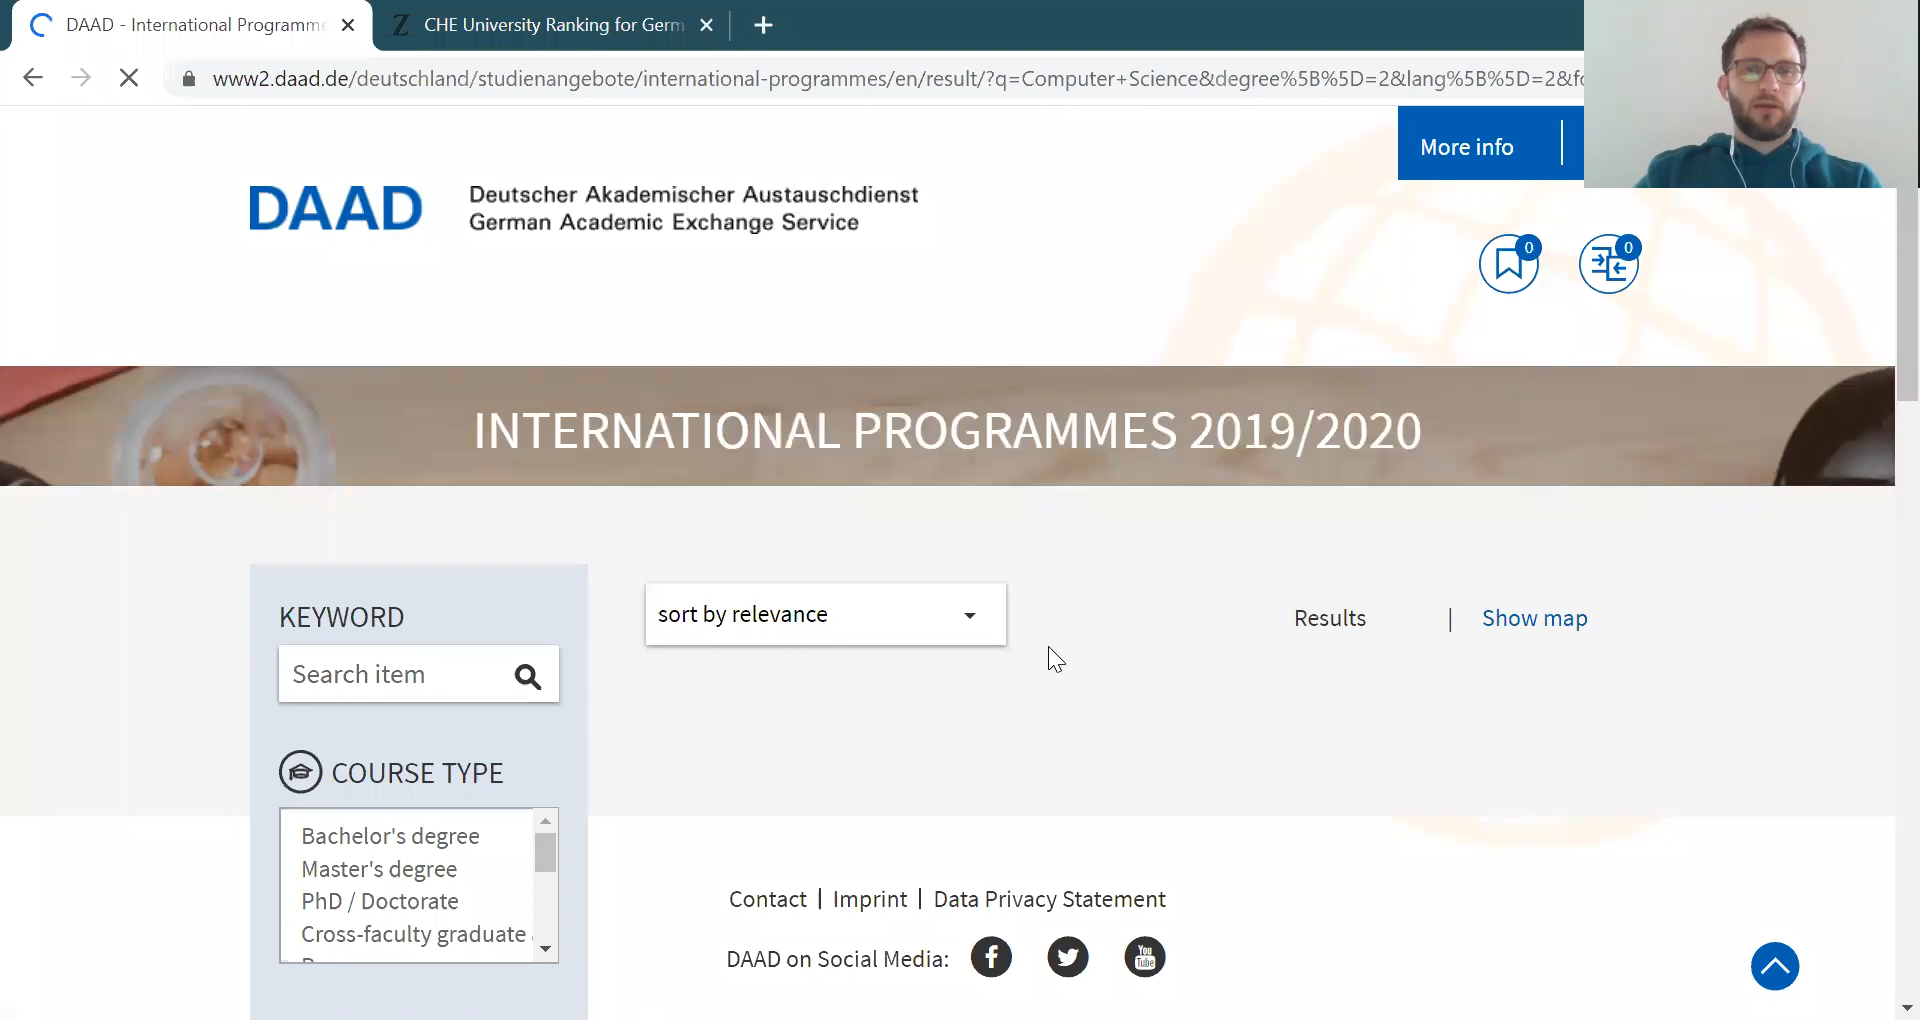 DAAD - International Programme
CHE University Ranking for Germ
www2.daad.de/deutschland/studienangebote/international-programmes/en/result/?q=Computer+Science&degree%5B%5D=2&lang%5B%5D=2&fo
More info
DAAD
Deutscher Akademischer Austauschdienst
German Academic Exchange Service
0
0
INTERNATIONAL PROGRAMMES 2019/2020
KEYWORD
Search item
sort by relevance
Results | Show map
COURSE TYPE
Bachelor's degree
Master's degree
PhD / Doctorate
Cross-faculty graduate
Contact | Imprint | Data Privacy Statement
DAAD on Social Media:
You
Tube